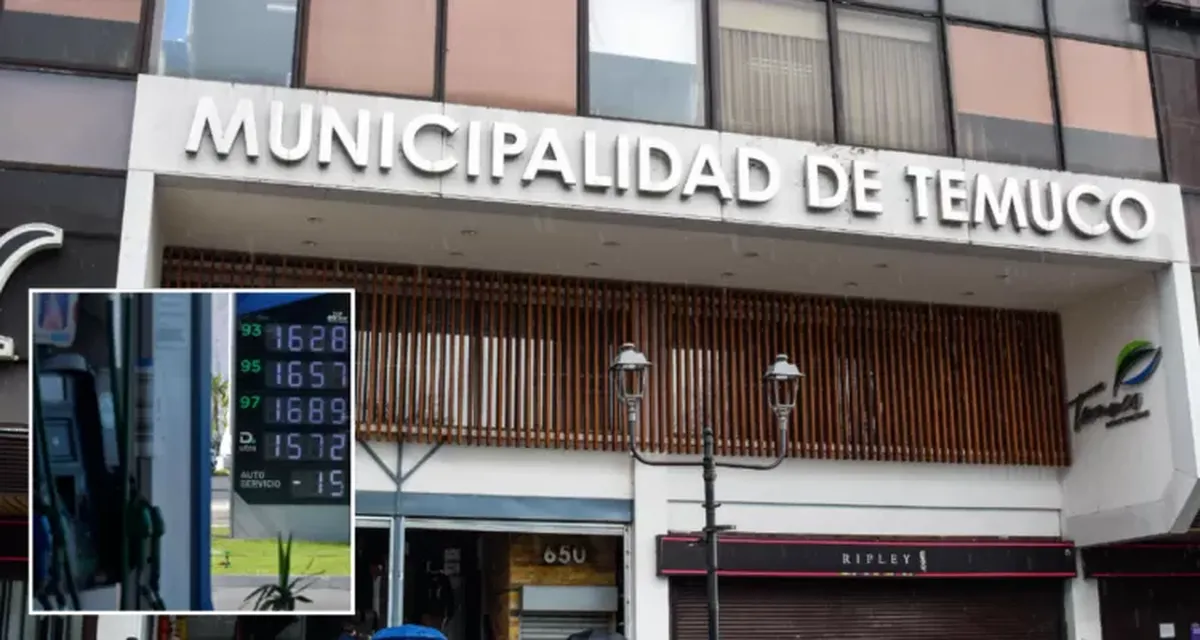 MUNICIPALIDAD DE TEMUCO
Temuco
93 1628
95 1657
97 1689
D. 1572
AUTO
SERVICIO -15
650
RIPLEY